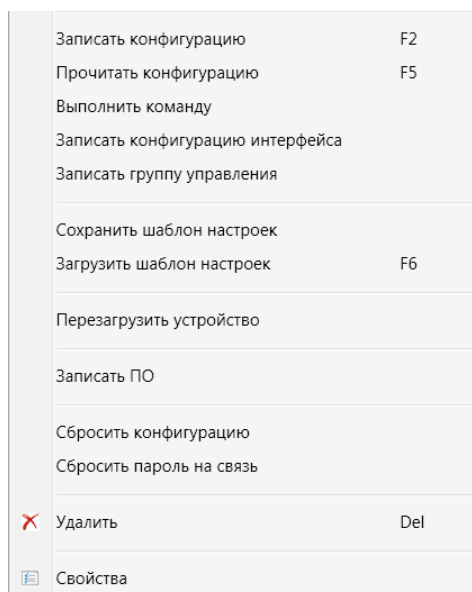 Записать конфигурацию F2
Прочитать конфигурацию F5
Выполнить команду
Записать конфигурацию интерфейса
Записать группу управления
Сохранить шаблон настроек
Загрузить шаблон настроек F6
Перезагрузить устройство
Записать ПО
Сбросить конфигурацию
Сбросить пароль на связь
Удалить Del
Свойства